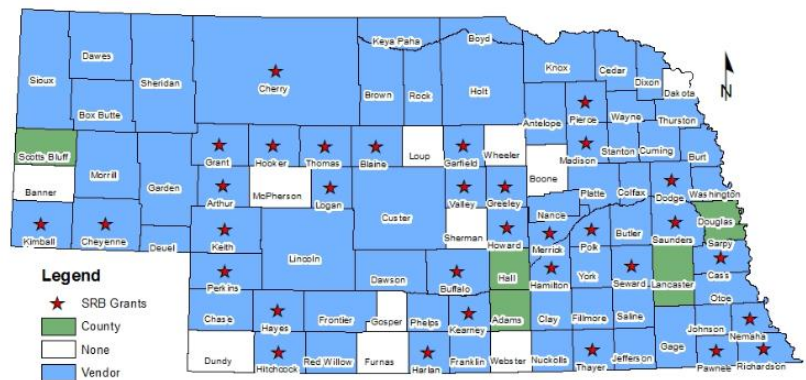 Keya Paha
Boyd
Dawes
Sioux
Sheridan
Cherry
Knox
Cedar
Dixon
Dakota
N
Box Butte
Brown
Rock
Holt
Antelope
Pierce
Wayne
Thurston
Scotts Bluff
Grant
Hooker
Thomas
Blaine
Loup
Garfield
Wheeler
Madison
Stanton
Cuming
Burt
Banner
Morrill
Garden
Arthur
McPherson
Logan
Custer
Valley
Greeley
Boone
Platte
Colfax
Dodge
Washington
Kimball
Cheyenne
Deuel
Keith
Lincoln
Sherman
Howard
Nance
Merrick
Polk
Butler
Saunders
Douglas
Sarpy
Legend
SRB Grants
County
None
Vendor
Perkins
Dawson
Buffalo
Hall
Hamilton
York
Seward
Lancaster
Cass
Otoe
Chase
Hayes
Frontier
Gosper
Phelps
Kearney
Adams
Clay
Fillmore
Saline
Johnson
Nemaha
Dundy
Hitchcock
Red Willow
Furnas
Harlan
Franklin
Webster
Nuckolls
Thayer
Jefferson
Gage
Pawnee
Richardson